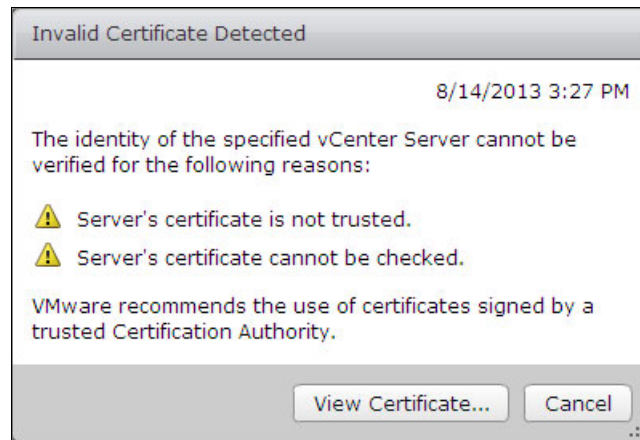 Invalid Certificate Detected
8/14/2013 3:27 PM
The identity of the specified vCenter Server cannot be
verified for the following reasons:
Server's certificate is not trusted.
Server's certificate cannot be checked.
VMware recommends the use of certificates signed by a
trusted Certification Authority.
View Certificate... Cancel